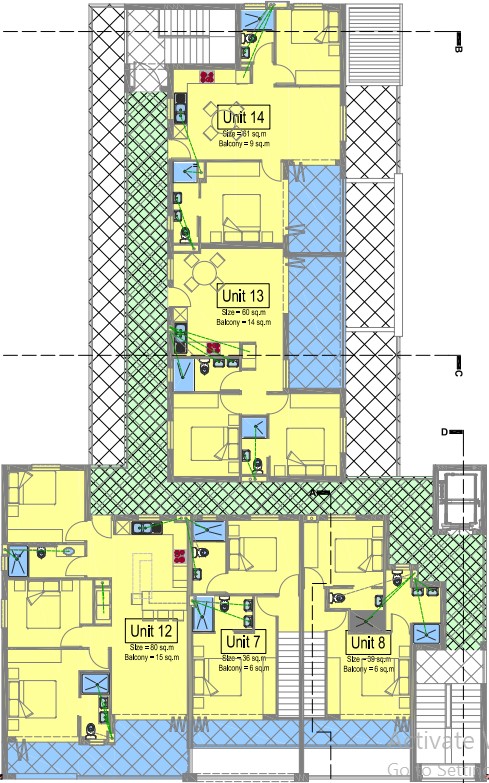 B
Unit 14
Size = 61 sq.m
Balcony = 9 sq.m
Unit 13
Size = 60 sq.m
Balcony = 14 sq.m
C
D
A
Unit 12
Size = 80 sq.m
Balcony = 15 sq.m
Unit 7
Size = 36 sq.m
Balcony = 6 sq.m
Unit 8
Size = 39 sq.m
Balcony = 6 sq.m
Activate
Go to Setting